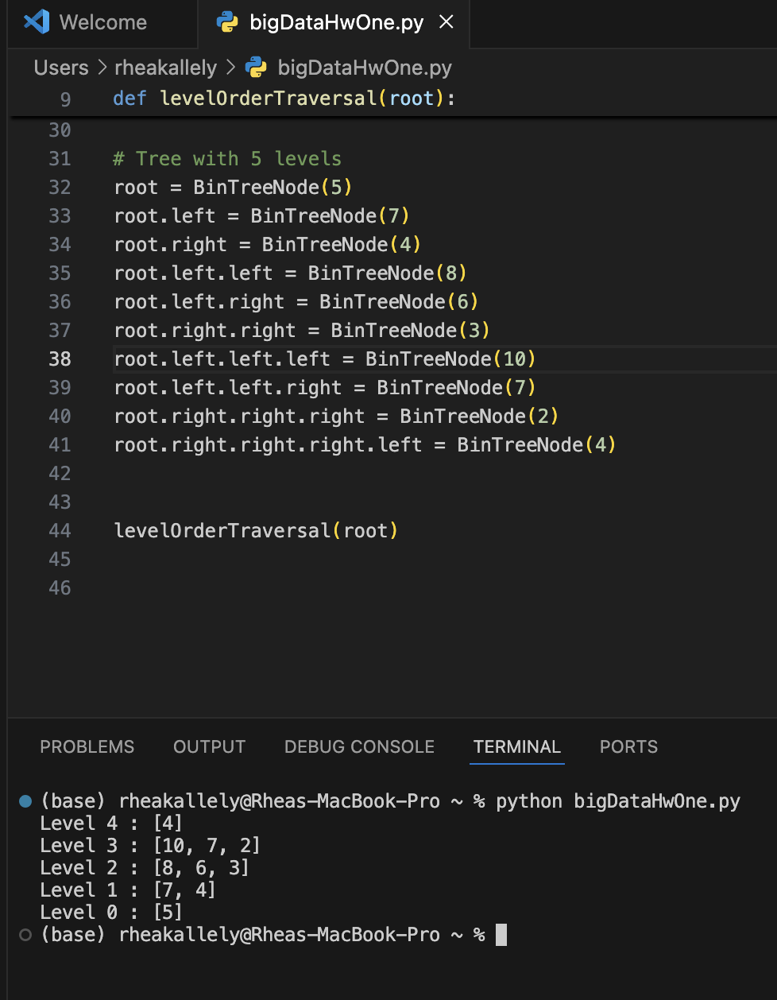 Welcome
bigDataHwOne.py
Users > rheakallely > bigDataHwOne.py
9 def levelOrderTraversal(root):
30
31 # Tree with 5 levels
32 root = BinTreeNode(5)
33 root.left = BinTreeNode(7)
34 root.right = BinTreeNode(4)
35 root.left.left = BinTreeNode(8)
36 root.left.right = BinTreeNode(6)
37 root.right.right = BinTreeNode(3)
38 root.left.left.left = BinTreeNode(10)
39 root.left.left.right = BinTreeNode(7)
40 root.right.right.right = BinTreeNode(2)
41 root.right.right.right.left = BinTreeNode(4)
42
43
44 levelOrderTraversal(root)
45
46
PROBLEMS OUTPUT DEBUG CONSOLE TERMINAL PORTS
(base) rheakallely@Rheas-MacBook-Pro ~ % python bigDataHwOne.py
Level 4 : [4]
Level 3 : [10, 7, 2]
Level 2 : [8, 6, 3]
Level 1 : [7, 4]
Level 0 : [5]
(base) rheakallely@Rheas-MacBook-Pro ~ %